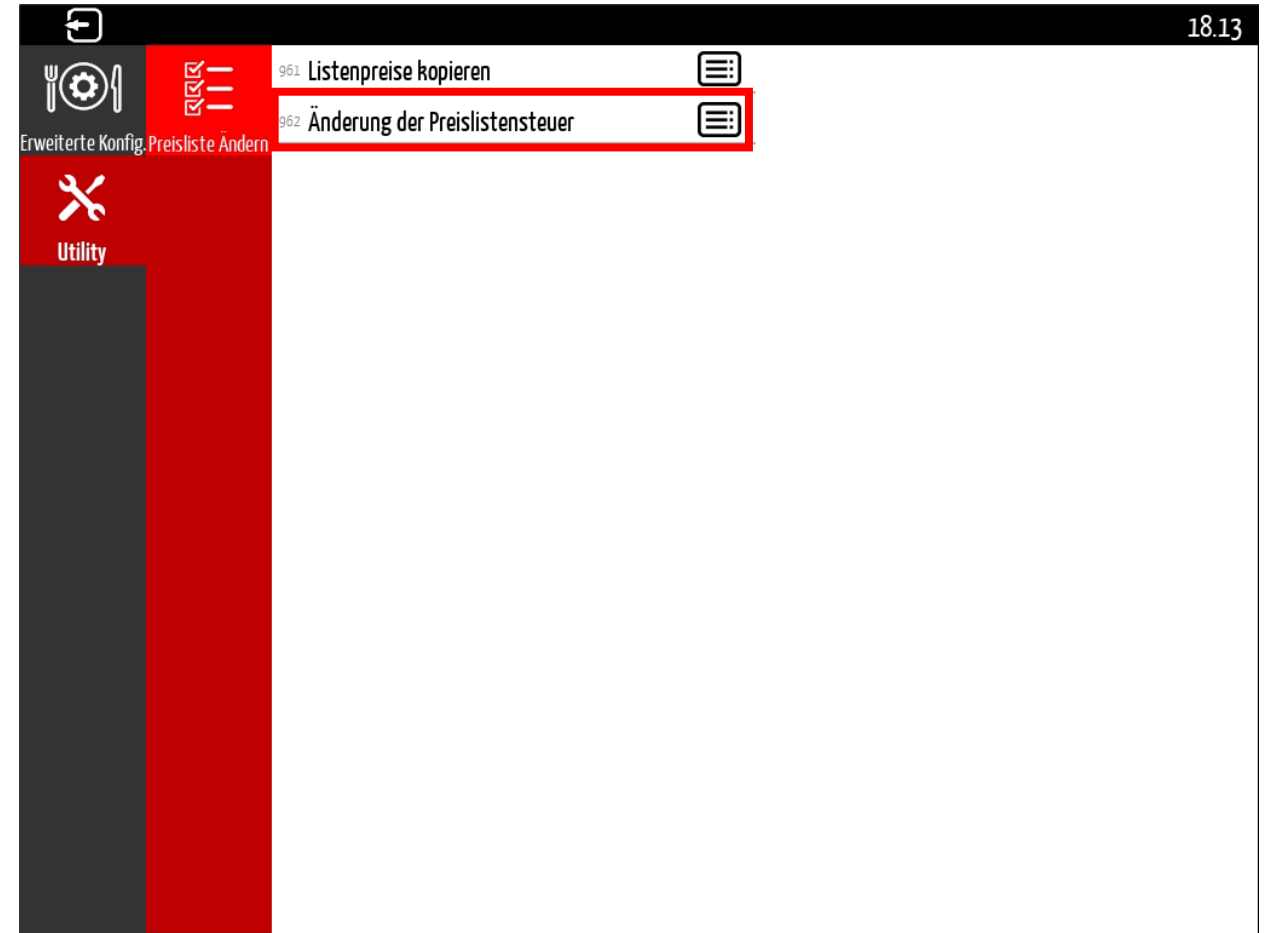 18.13
961 Listenpreise kopieren
962 Änderung der Preislistensteuer
Erweiterte Konfig.
Preisliste Ändern
Utility